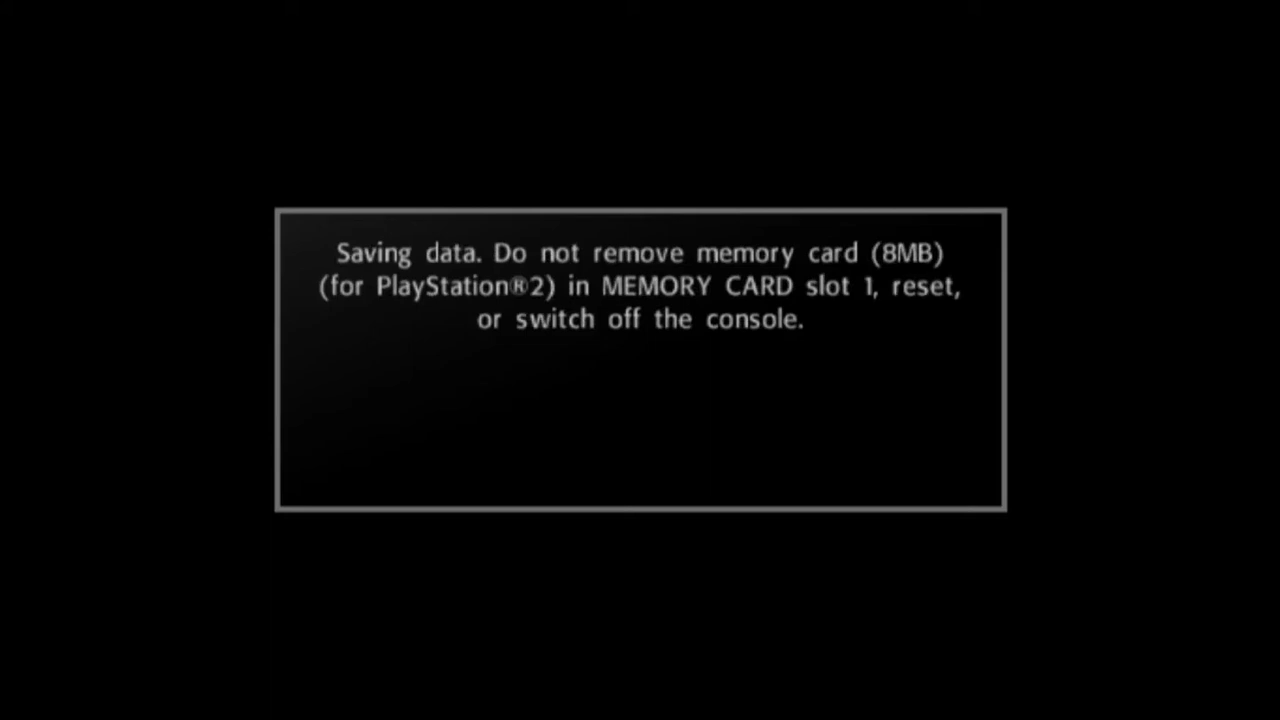 Saving data. Do not remove memory card (8MB)
(for PlayStation®2) in MEMORY CARD slot 1, reset,
or switch off the console.